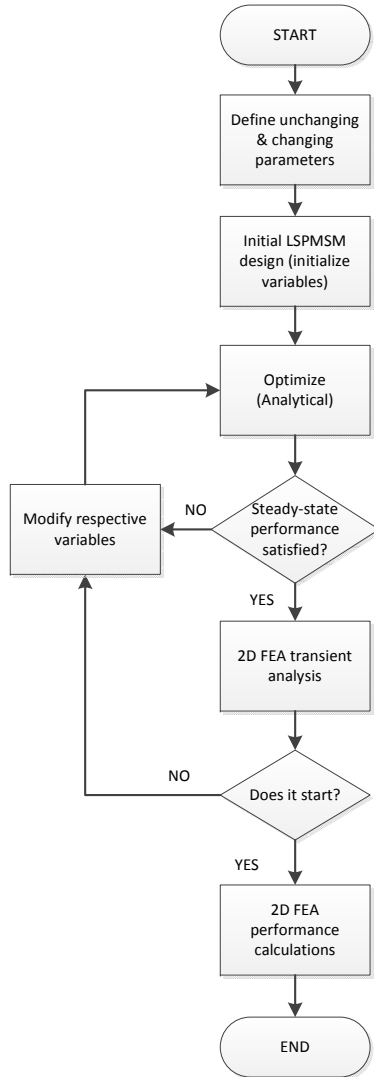 START
Define unchanging
& changing
parameters
Initial LSPMSM
design (initialize
variables)
Optimize
(Analytical)
Steady-state
performance
satisfied?
NO
Modify respective
variables
YES
2D FEA transient
analysis
Does it start?
NO
YES
2D FEA
performance
calculations
END